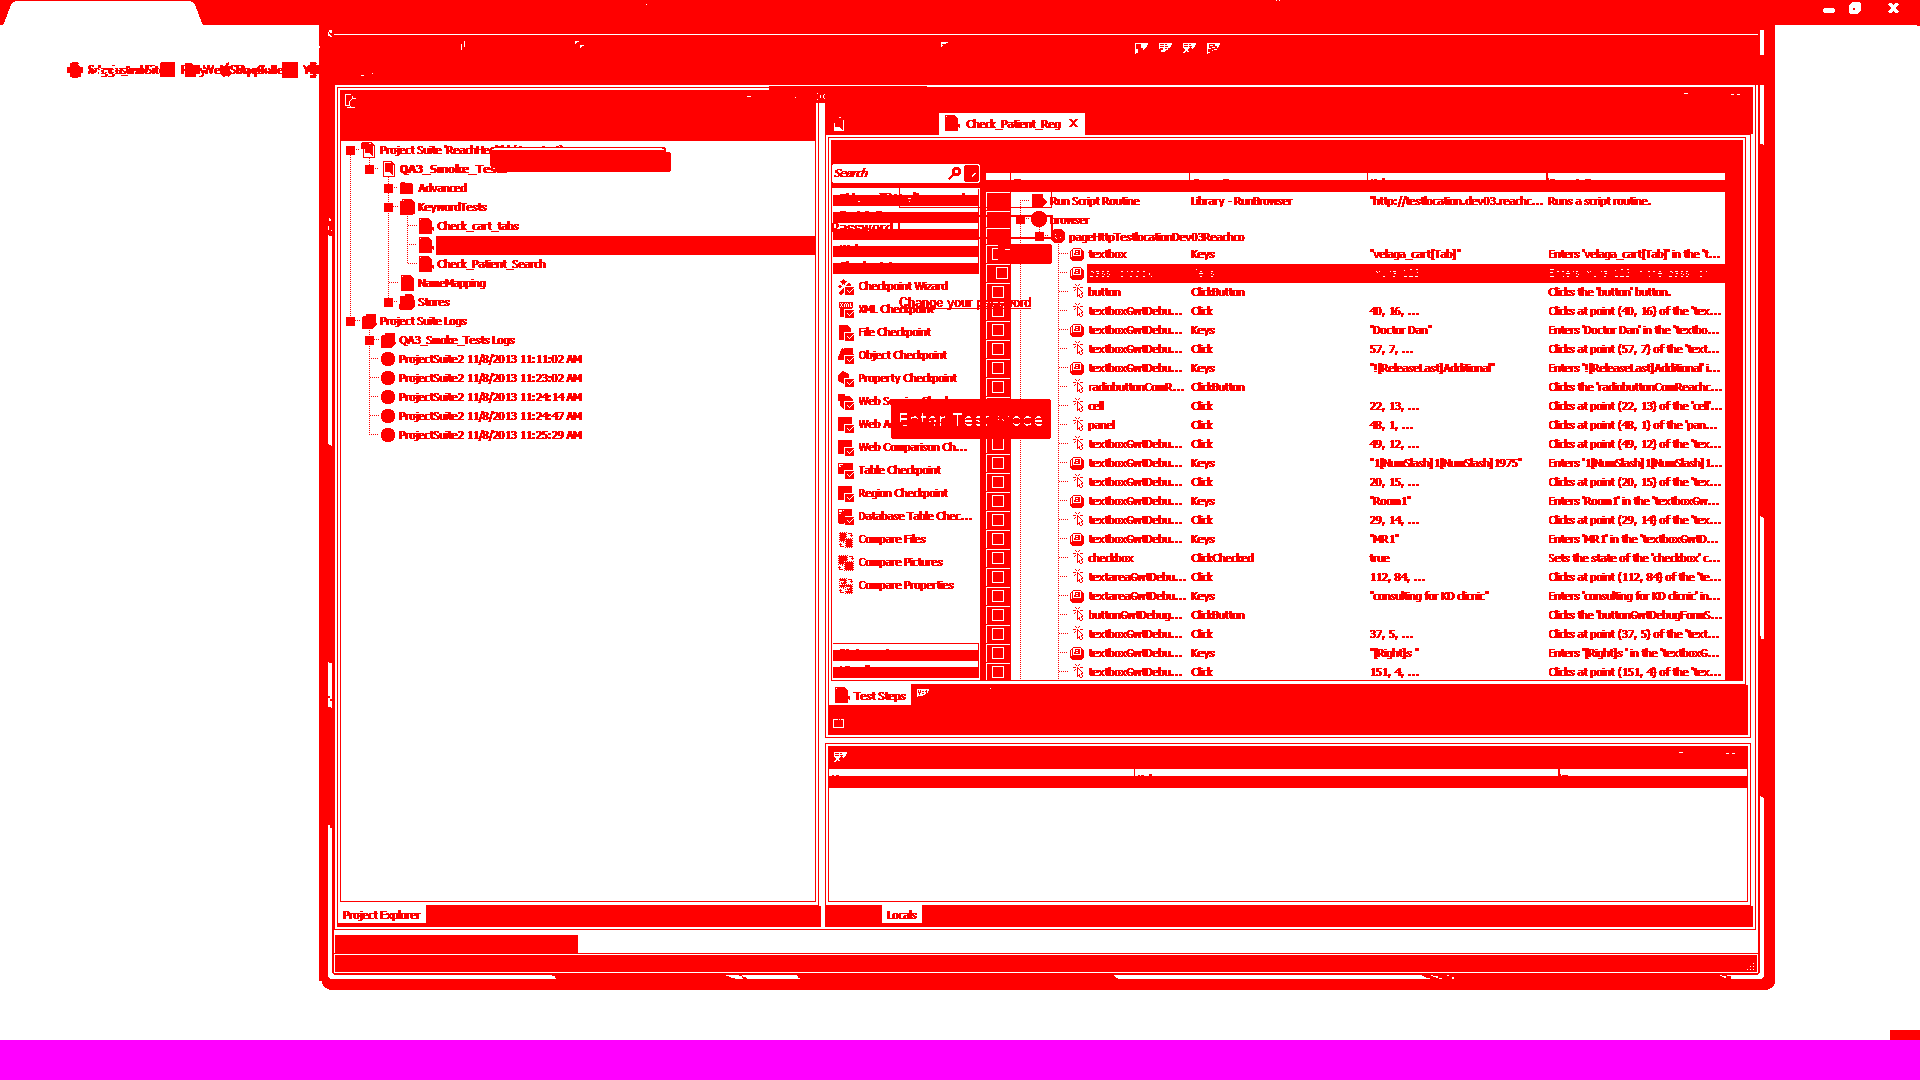 Check_Patient_Reg
Project Suite 'ReachHe
QA3_Smoke_Tests
Advanced
KeywordTests
Check_cart_tabs
Check_Patient_Search
NameMapping
Stores
Project Suite Logs
QA3_Smoke_Tests Logs
ProjectSuite2 11/8/2013 11:11:02 AM
ProjectSuite2 11/8/2013 11:23:02 AM
ProjectSuite2 11/8/2013 11:24:14 AM
ProjectSuite2 11/8/2013 11:24:47 AM
ProjectSuite2 11/8/2013 11:25:29 AM
Project Explorer
Search
Password
Checkpoint Wizard
Change your password
XML Checkpoint
File Checkpoint
Object Checkpoint
Property Checkpoint
Web
Enter Test Mode
Web Comparison Ch...
Table Checkpoint
Region Checkpoint
Database Table Chec...
Compare Files
Compare Pictures
Compare Properties
Run Script Routine Library - RunBrowser "http://testlocation.dev03.reachc... Runs a script routine.
browser
pageHttpTestlocationDev03Reachco
textbox Keys "velaga_cart[Tab]" Enters 'velaga_cart[Tab]' in the 't...
button ClickButton Clicks the 'button' button.
textboxGwtDebu... Click 40, 16, ... Clicks at point (40, 16) of the 'tex...
textboxGwtDebu... Keys "Doctor Dan" Enters 'Doctor Dan' in the 'textbo...
textboxGwtDebu... Click 57, 7, ... Clicks at point (57, 7) of the 'text...
textboxGwtDebu... Keys "![ReleaseLast]Additional" Enters '![ReleaseLast]Additional' i...
radiobuttonComR... ClickButton Clicks the 'radiobuttonComReachc...
cell Click 22, 13, ... Clicks at point (22, 13) of the 'cell'...
panel Click 48, 1, ... Clicks at point (48, 1) of the 'pan...
textboxGwtDebu... Click 49, 12, ... Clicks at point (49, 12) of the 'tex...
textboxGwtDebu... Keys "1[NumSlash]1[NumSlash]1975" Enters '1[NumSlash]1[NumSlash]1...
textboxGwtDebu... Click 20, 15, ... Clicks at point (20, 15) of the 'tex...
textboxGwtDebu... Keys "Room1" Enters 'Room1' in the 'textboxGw...
textboxGwtDebu... Click 29, 14, ... Clicks at point (29, 14) of the 'tex...
textboxGwtDebu... Keys "MR1" Enters 'MR1' in the 'textboxGwtD...
checkbox ClickChecked true Sets the state of the 'checkbox' c...
textareaGwtDebu... Click 112, 84, ... Clicks at point (112, 84) of the 'te...
textareaGwtDebu... Keys "consulting for KD clicnic" Enters 'consulting for KD clicnic' in...
buttonGwtDebug... ClickButton Clicks the 'buttonGwtDebugFormS...
textboxGwtDebu... Click 37, 5, ... Clicks at point (37, 5) of the 'text...
textboxGwtDebu... Keys "[Right]s " Enters '[Right]s ' in the 'textboxG...
textboxGwtDebu... Click 151, 4, ... Clicks at point (151, 4) of the 'tex...
Test Steps
Locals